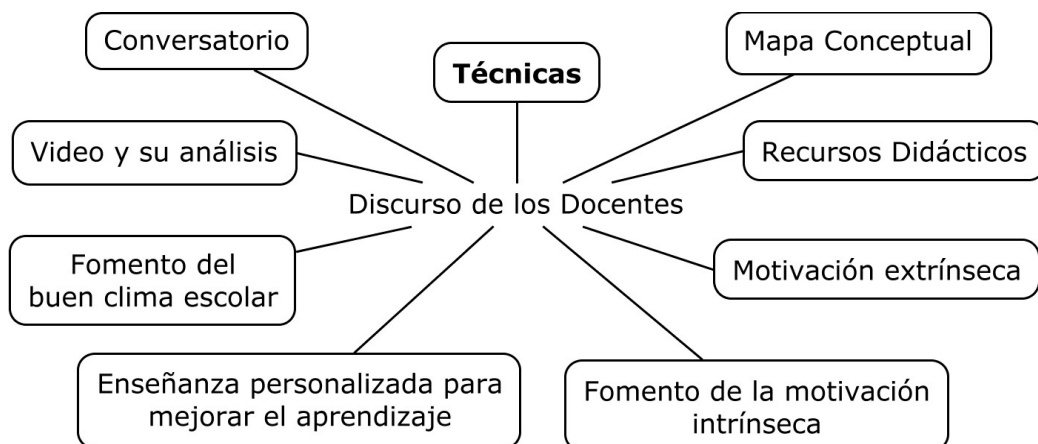 Conversatorio
Técnicas
Mapa Conceptual
Video y su análisis
Recursos Didácticos
Discurso de los Docentes
Fomento del
buen clima escolar
Motivación extrínseca
Enseñanza personalizada para
mejorar el aprendizaje
Fomento de la motivación
intrínseca